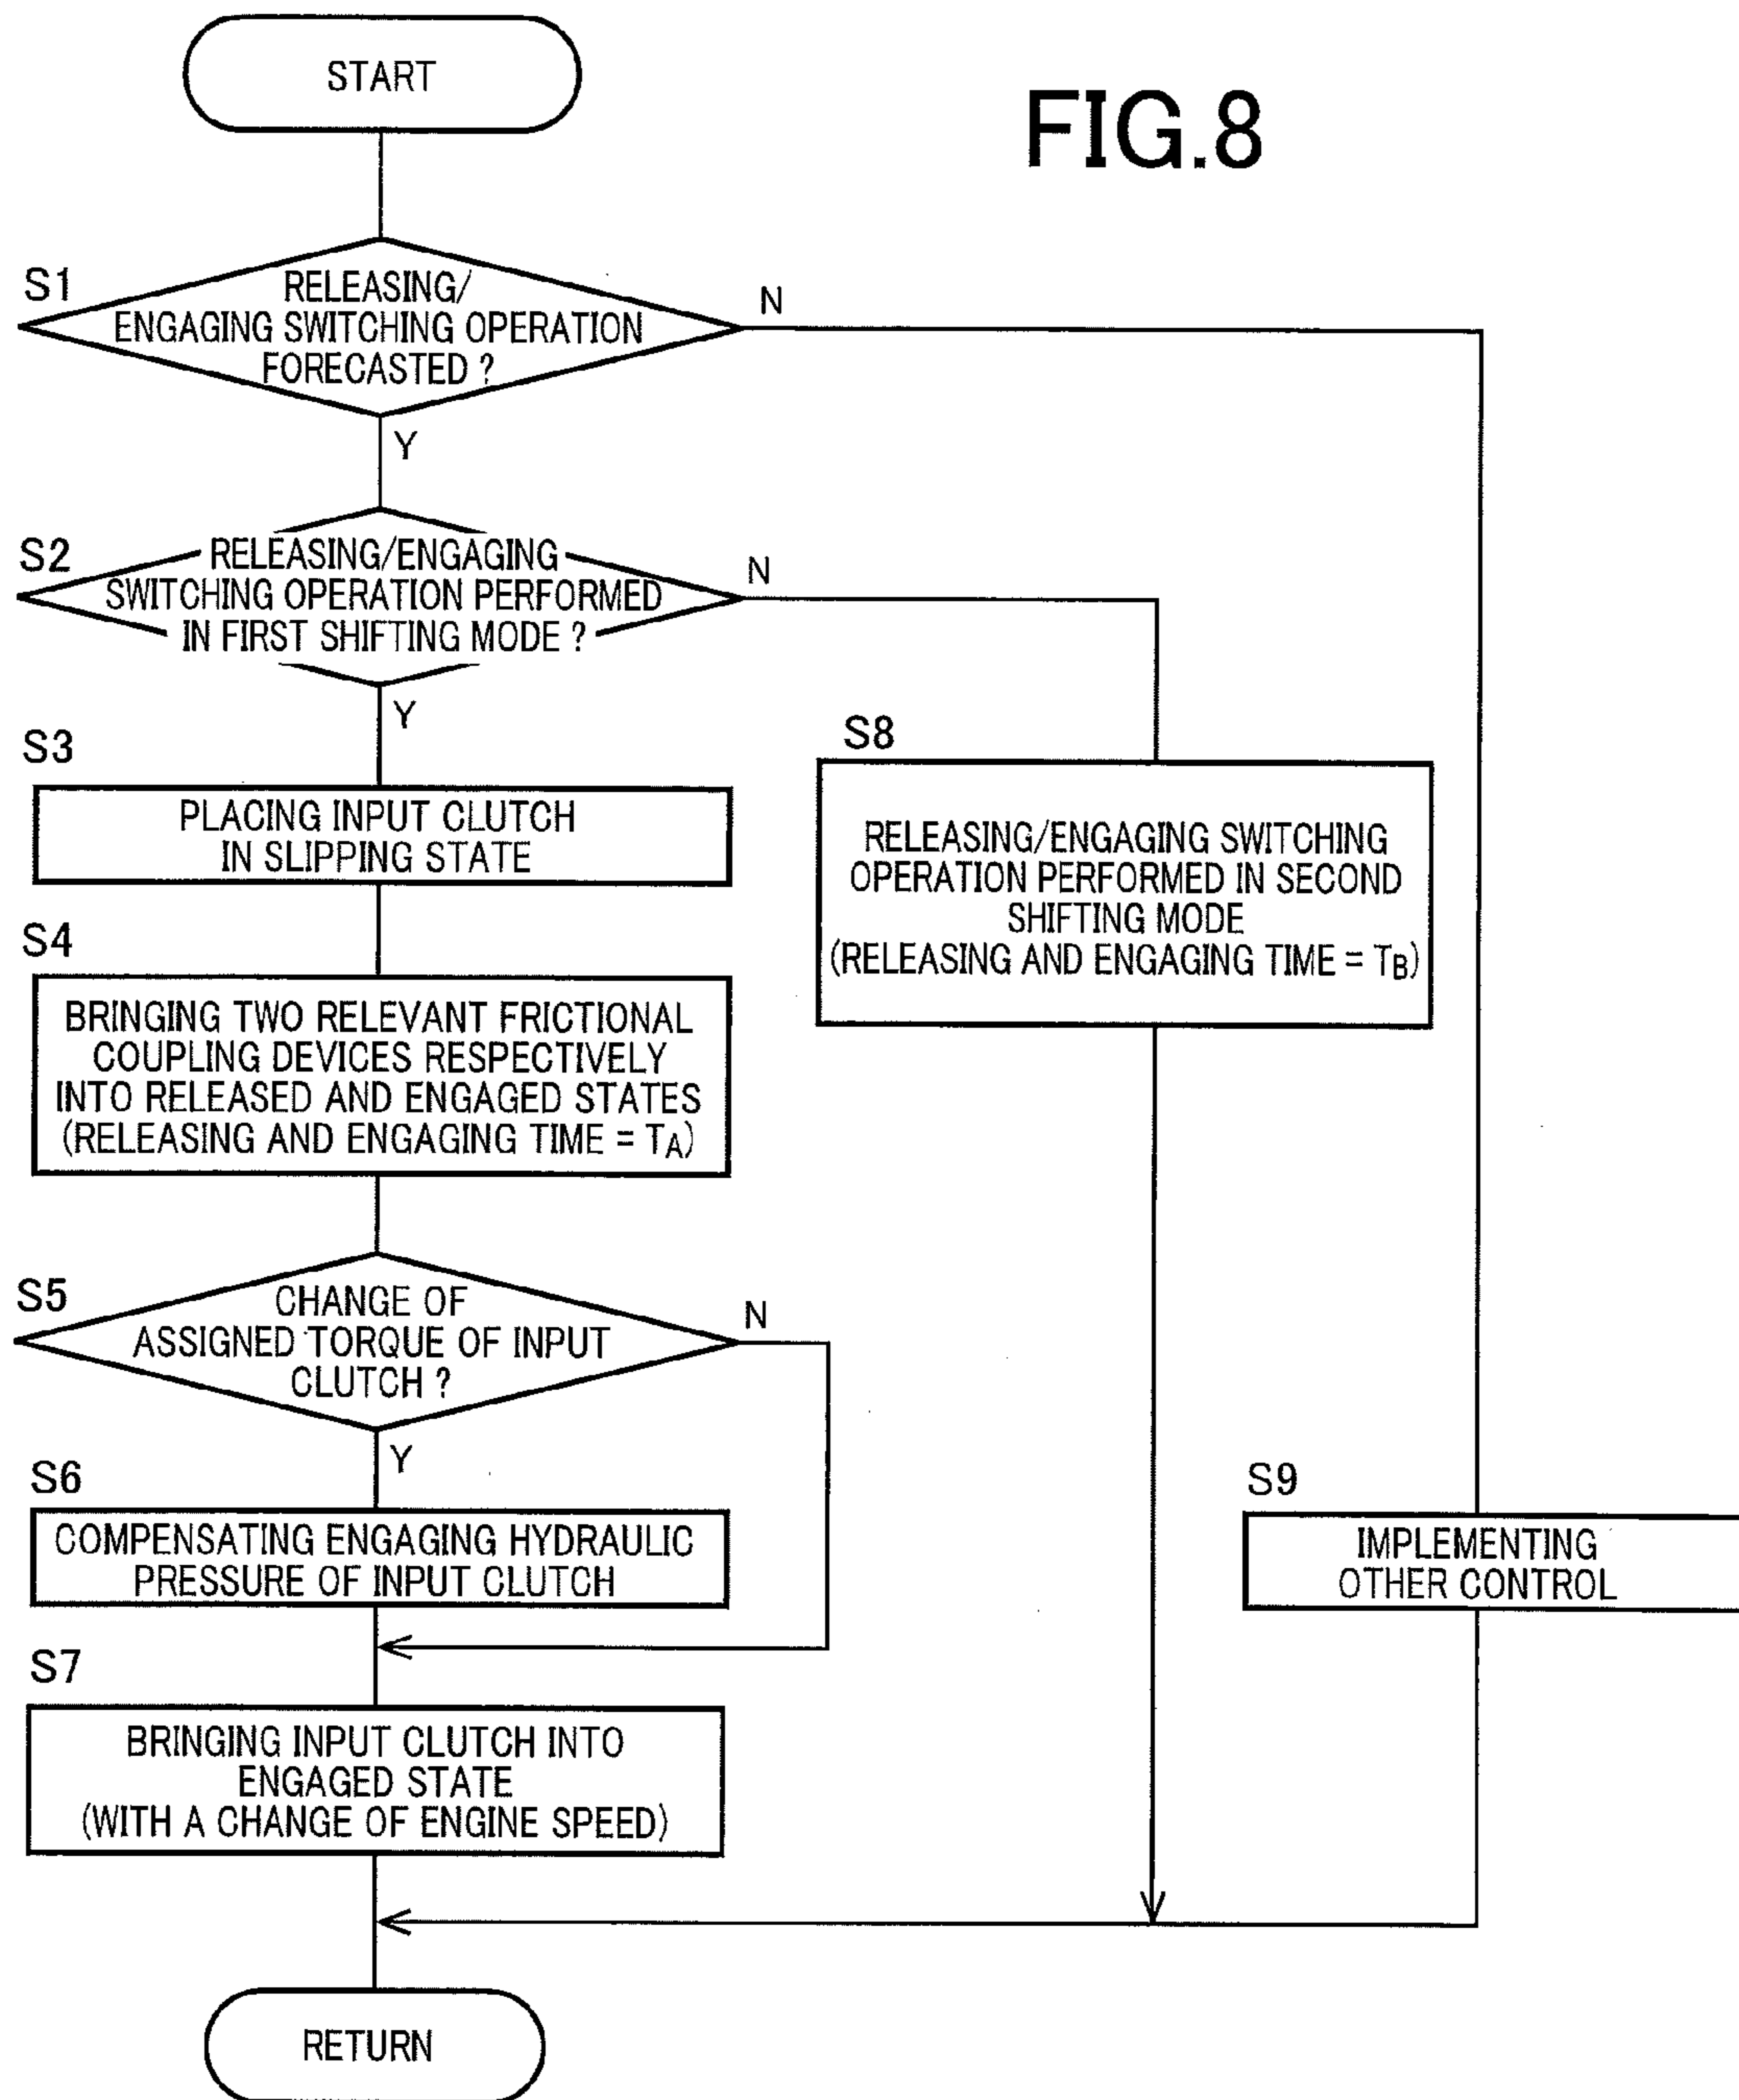 START
FIG.8
S1
RELEASING/
ENGAGING SWITCHING OPERATION
FORECASTED ?
N
Y
S2
RELEASING/ENGAGING
SWITCHING OPERATION PERFORMED
IN FIRST SHIFTING MODE ?
N
Y
S3
PLACING INPUT CLUTCH
IN SLIPPING STATE
S8
RELEASING/ENGAGING SWITCHING
OPERATION PERFORMED IN SECOND
SHIFTING MODE
(RELEASING AND ENGAGING TIME = TB)
S4
BRINGING TWO RELEVANT FRICTIONAL
COUPLING DEVICES RESPECTIVELY
INTO RELEASED AND ENGAGED STATES
(RELEASING AND ENGAGING TIME = TA)
S5
CHANGE OF
ASSIGNED TORQUE OF INPUT
CLUTCH ?
N
Y
S6
COMPENSATING ENGAGING HYDRAULIC
PRESSURE OF INPUT CLUTCH
S9
IMPLEMENTING
OTHER CONTROL
S7
BRINGING INPUT CLUTCH INTO
ENGAGED STATE
(WITH A CHANGE OF ENGINE SPEED)
RETURN